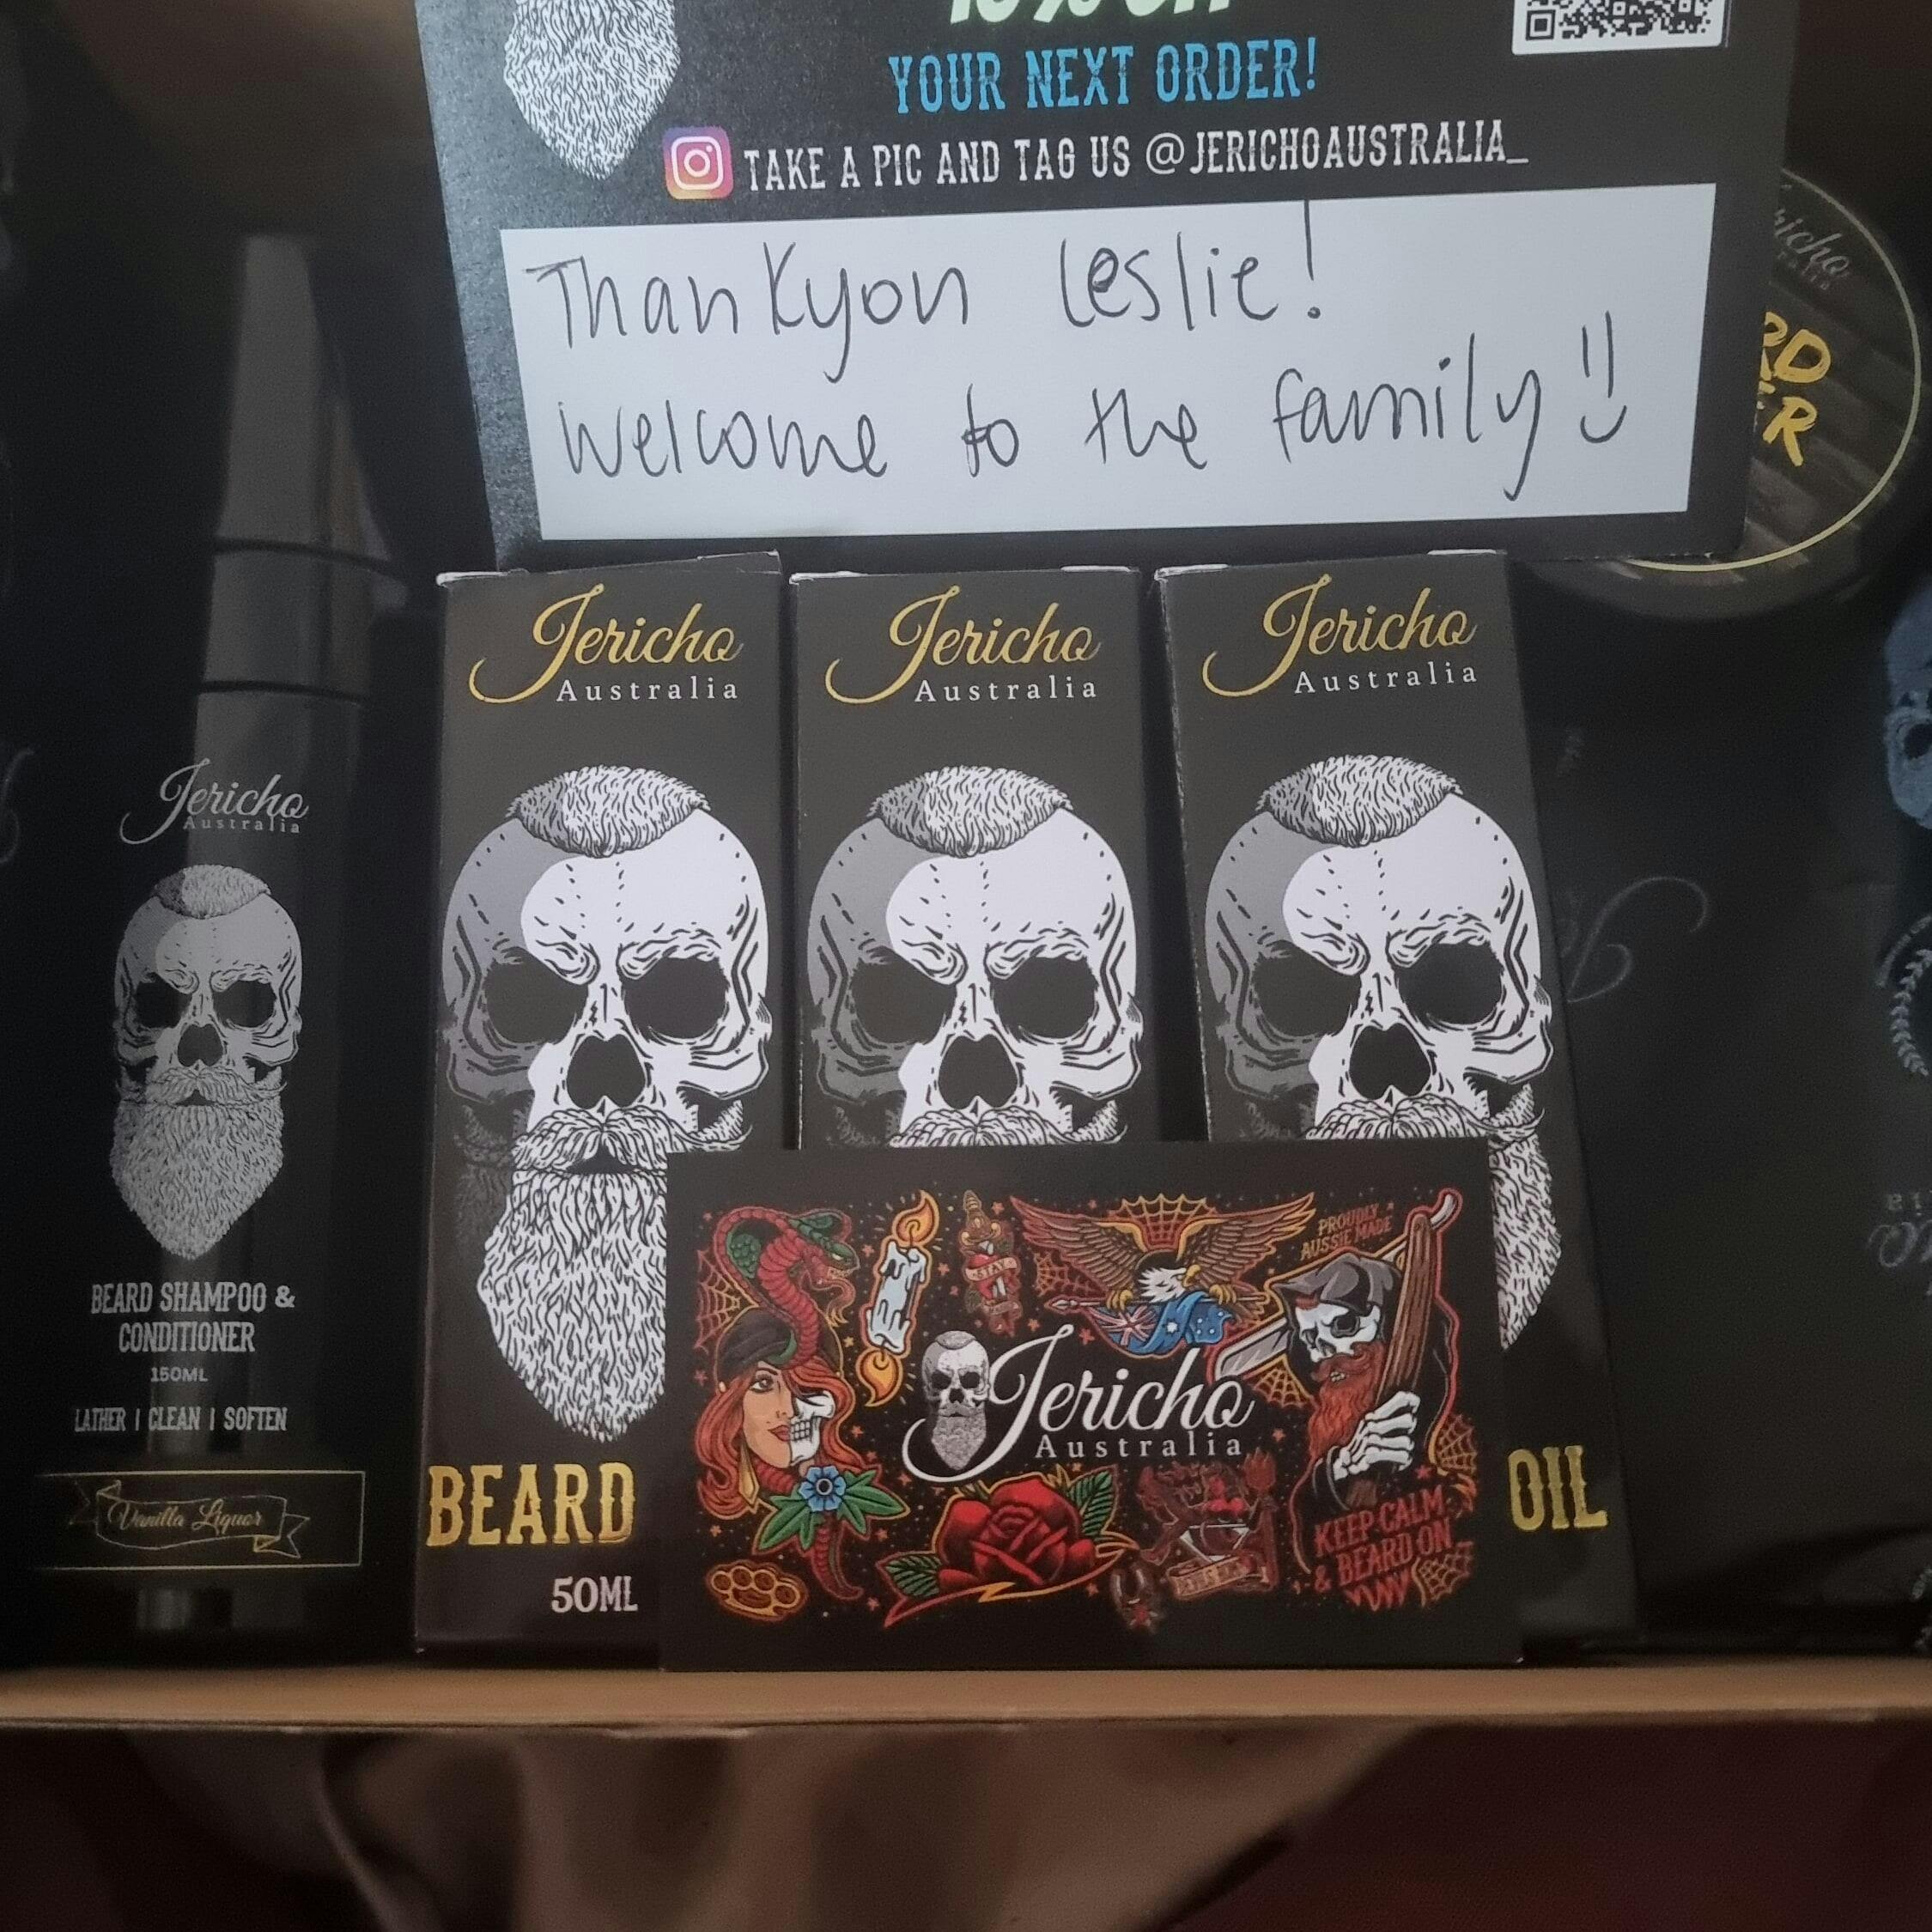 YOUR NEXT ORDER!
TAKE A PIC AND TAG US @JERICHOAUSTRALIA_
Thankyou Leslie!
Welcome to the family
Jericho
Australia
Jericho
Australia
Jericho
Australia
Jericho
Australia
BEARD SHAMPOO &
CONDITIONER
150ML
LATHER | CLEAN | SOFTEN
Vanilla Liquor
BEARD
50ML
OIL
PROUDLY
AUSSIE MADE
STAY
Jericho
Australia
KEEP CALM
& BEARD ON